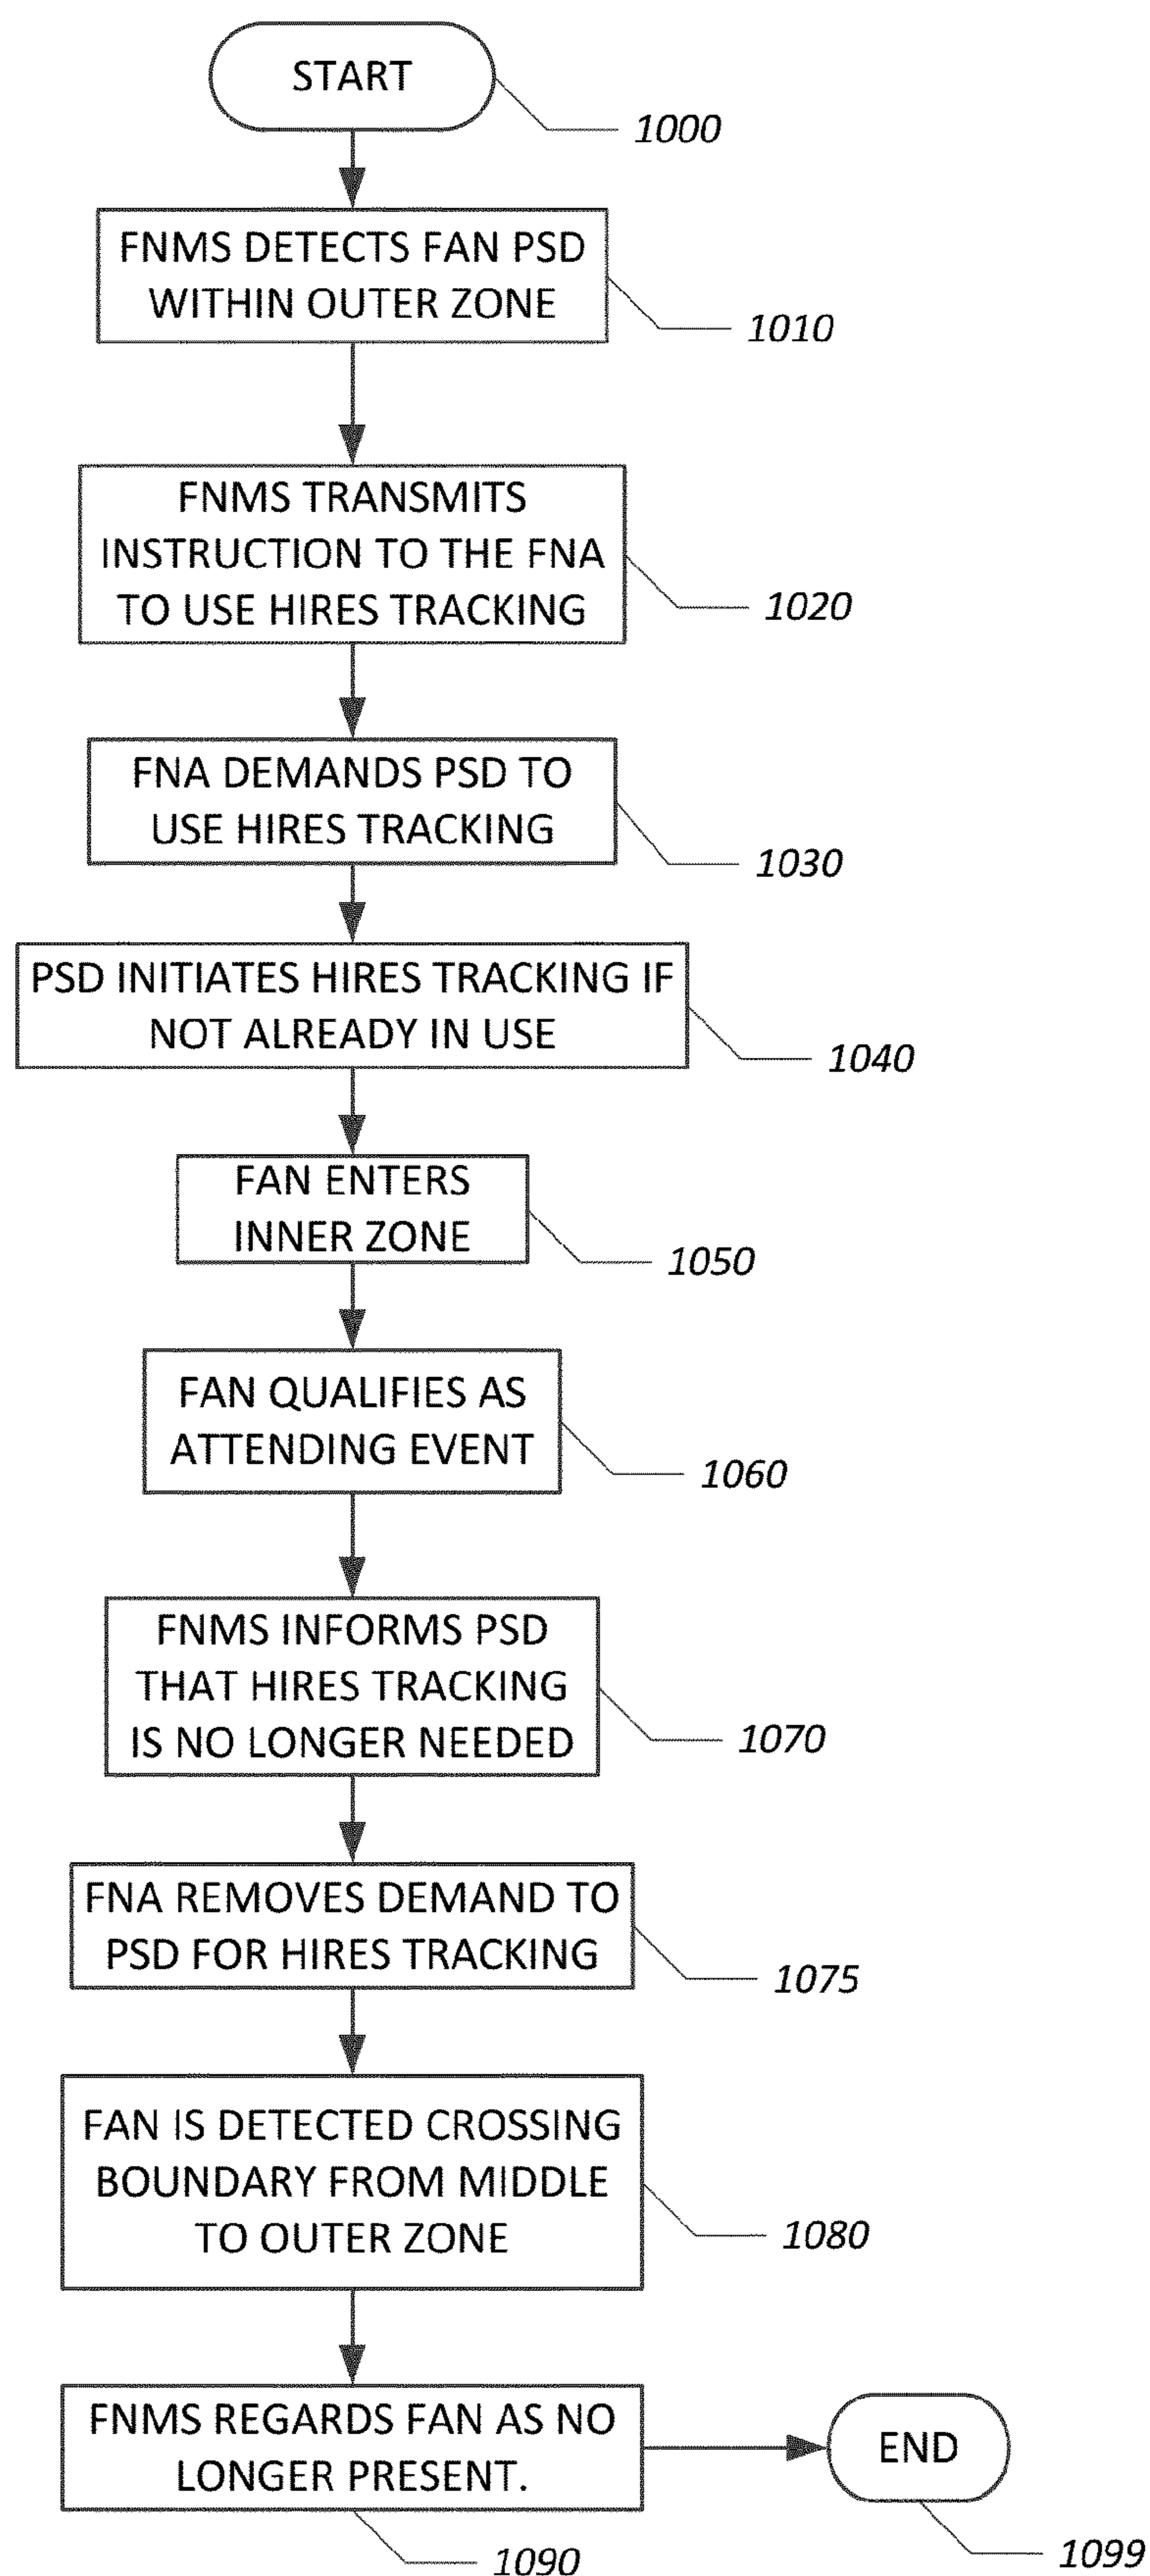 START
1000
FNMS DETECTS FAN PSD
WITHIN OUTER ZONE
1010
FNMS TRANSMITS
INSTRUCTION TO THE FNA
TO USE HIRES TRACKING
1020
FNA DEMANDS PSD TO
USE HIRES TRACKING
1030
PSD INITIATES HIRES TRACKING IF
NOT ALREADY IN USE
1040
FAN ENTERS
INNER ZONE
1050
FAN QUALIFIES AS
ATTENDING EVENT
1060
FNMS INFORMS PSD
THAT HIRES TRACKING
IS NO LONGER NEEDED
1070
FNA REMOVES DEMAND TO
PSD FOR HIRES TRACKING
1075
FAN IS DETECTED CROSSING
BOUNDARY FROM MIDDLE
TO OUTER ZONE
1080
FNMS REGARDS FAN AS NO
LONGER PRESENT.
1090
END
1099